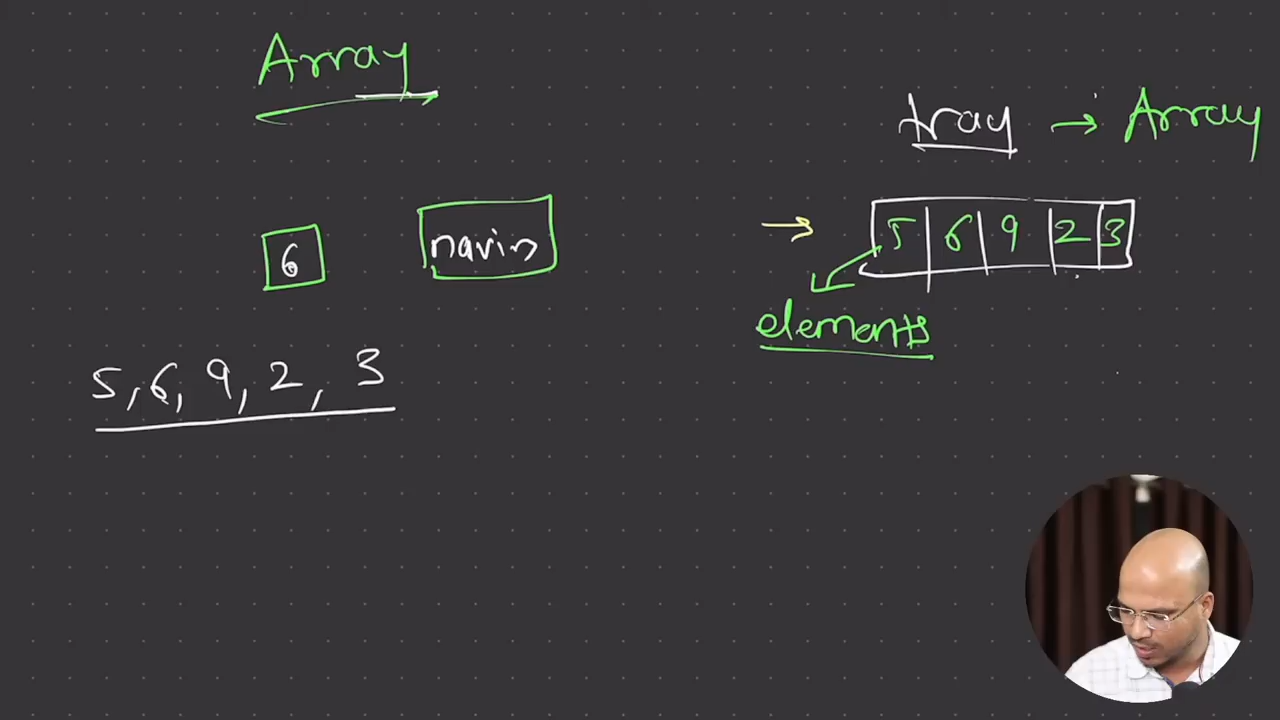 Array
tray → Array
6
navin
5 6 9 2 3
elements
5, 6, 9, 2, 3